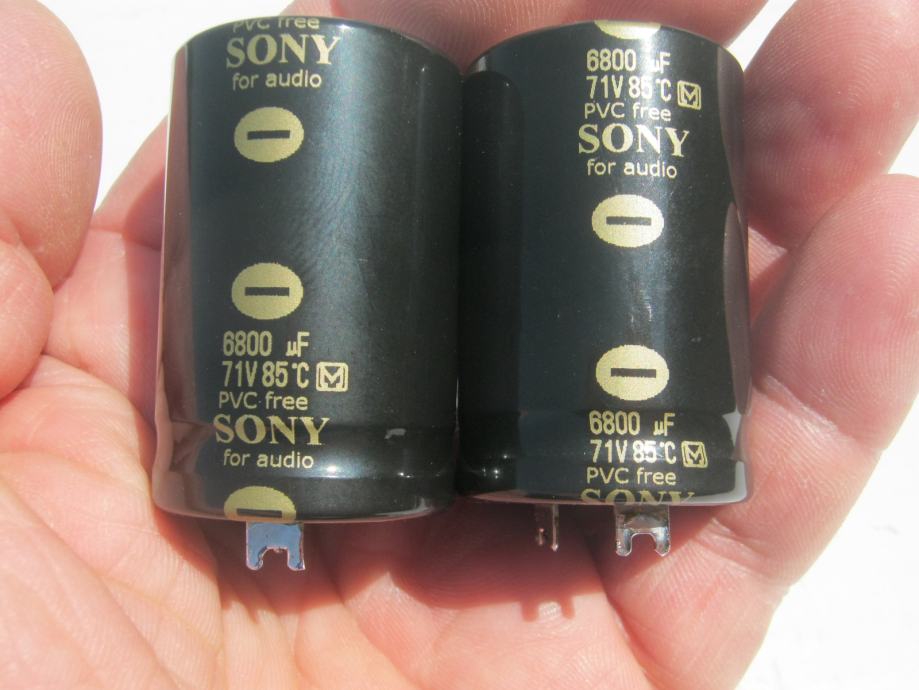 PVC free
SONY
for audio
6800 µF
71V 85°C M
PVC free
SONY
for audio
6800 µF
71V 85°C M
PVC free
SONY
for audio
6800 µF
71V 85°C M
PVC free
SONY